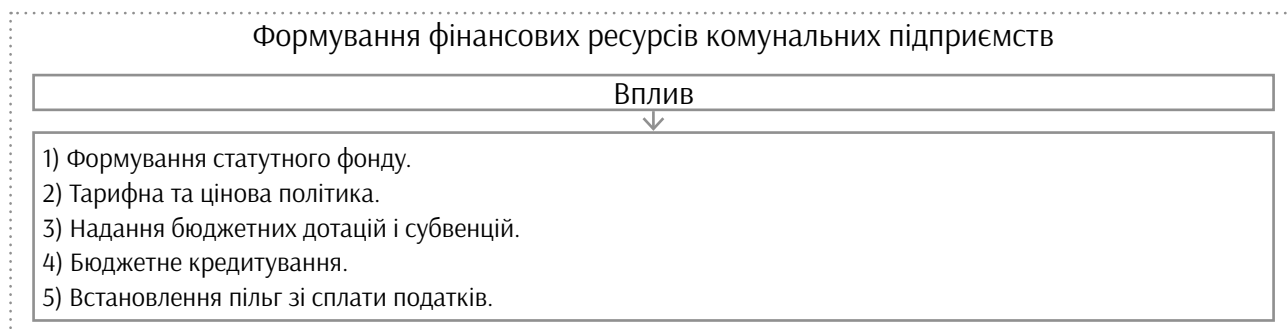 Формування фінансових ресурсів комунальних підприємств
Вплив
1) Формування статутного фонду.
2) Тарифна та цінова політика.
3) Надання бюджетних дотацій і субвенцій.
4) Бюджетне кредитування.
5) Встановлення пільг зі сплати податків.